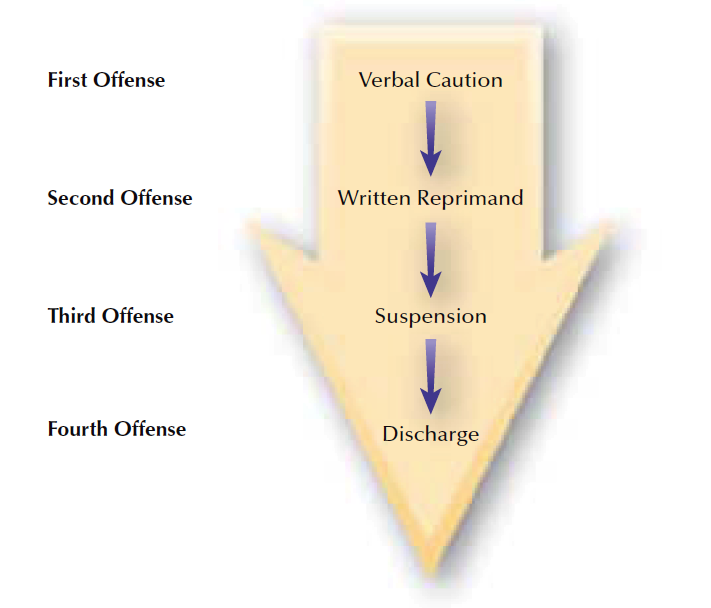 First Offense
Verbal Caution
Second Offense
Written Reprimand
Third Offense
Suspension
Fourth Offense
Discharge